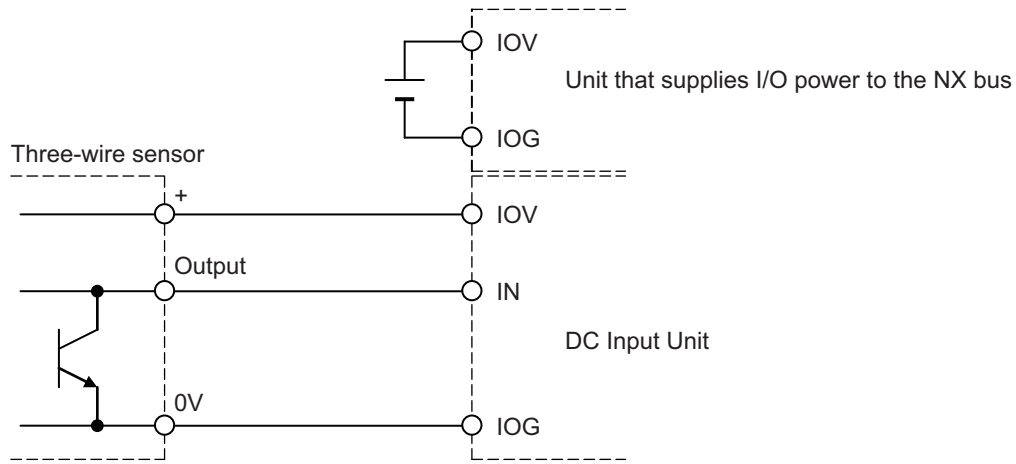 IOV
Unit that supplies I/O power to the NX bus
IOG
Three-wire sensor
+
IOV
Output
IN
DC Input Unit
0V
IOG